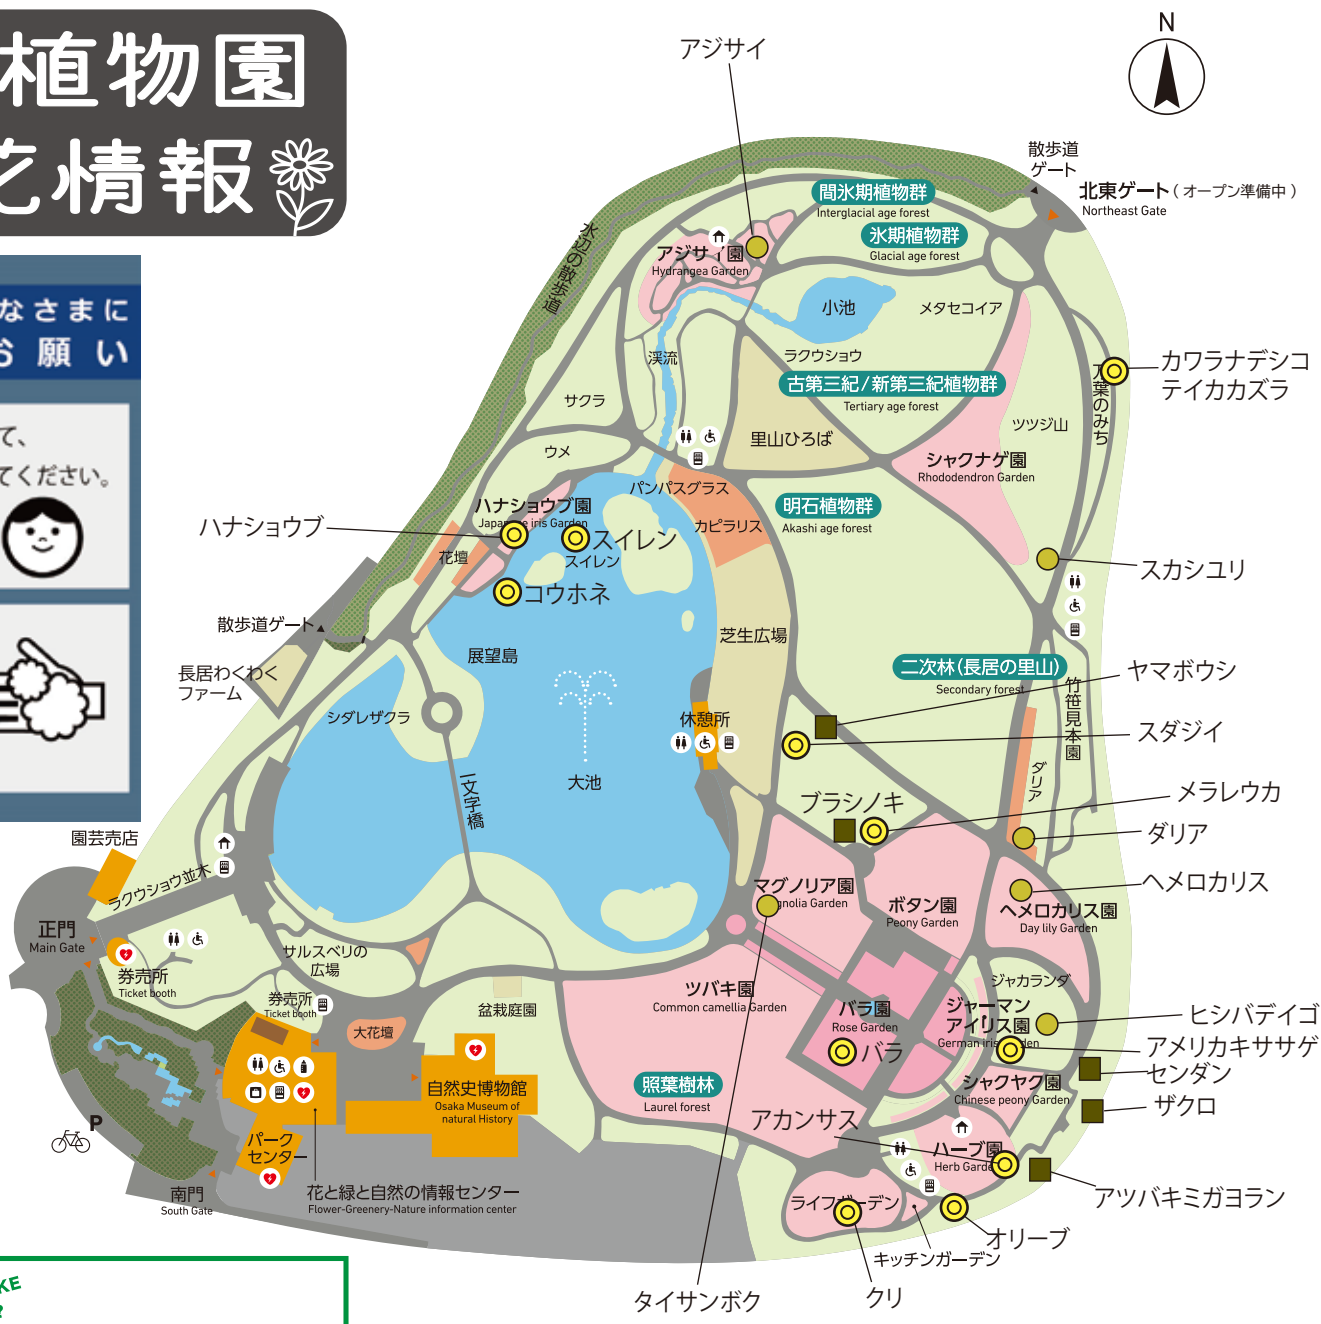 植物園
花情報
なさまに
お願い
て、
てください。
N
アジサイ
散歩道
ゲート
北東ゲート（オープン準備中）
Northeast Gate
間氷期植物群
Interglacial age forest
氷期植物群
Glacial age forest
水辺の散歩道
アジサイ園
Hydrangea Garden
小池
メタセコイア
渓流
ラクウショウ
古第三紀/新第三紀植物群
Tertiary age forest
カワラナデシコ
テイカカズラ
万葉のみち
サクラ
ツツジ山
里山ひろば
ウメ
シャクナゲ園
Rhododendron Garden
パンパスグラス
ハナショウブ園
Japanese iris Garden
ハナショウブ
カピラリス
明石植物群
Akashi age forest
スイレン
スイレン
花壇
コウホネ
スカシユリ
散歩道ゲート
芝生広場
展望島
長居わくわく
ファーム
二次林(長居の里山)
Secondary forest
ヤマボウシ
竹笹見本園
シダレザクラ
休憩所
スダジイ
大池
一文字橋
ダリア
メラレウカ
ブラシノキ
ダリア
園芸売店
ラクウショウ並木
マグノリア園
gnolia Garden
ヘメロカリス
ボタン園
Peony Garden
ヘメロカリス園
Day lily Garden
正門
Main Gate
券売所
Ticket booth
サルスベリの
広場
ジャカランダ
券売所
Ticket booth
ツバキ園
Common camellia Garden
盆栽庭園
バラ園
Rose Garden
ジャーマン
アイリス園
German iris Garden
ヒシバデイゴ
大花壇
バラ
アメリカキササゲ
センダン
自然史博物館
Osaka Museum of
natural History
照葉樹林
Laurel forest
シャクヤク園
Chinese peony Garden
ザクロ
アカンサス
P
パーク
センター
ハーブ園
Herb Garden
南門
South Gate
花と緑と自然の情報センター
Flower-Greenery-Nature information center
ライフガーデン
アツバキミガヨラン
オリーブ
キッチンガーデン
タイサンボク
クリ
KE